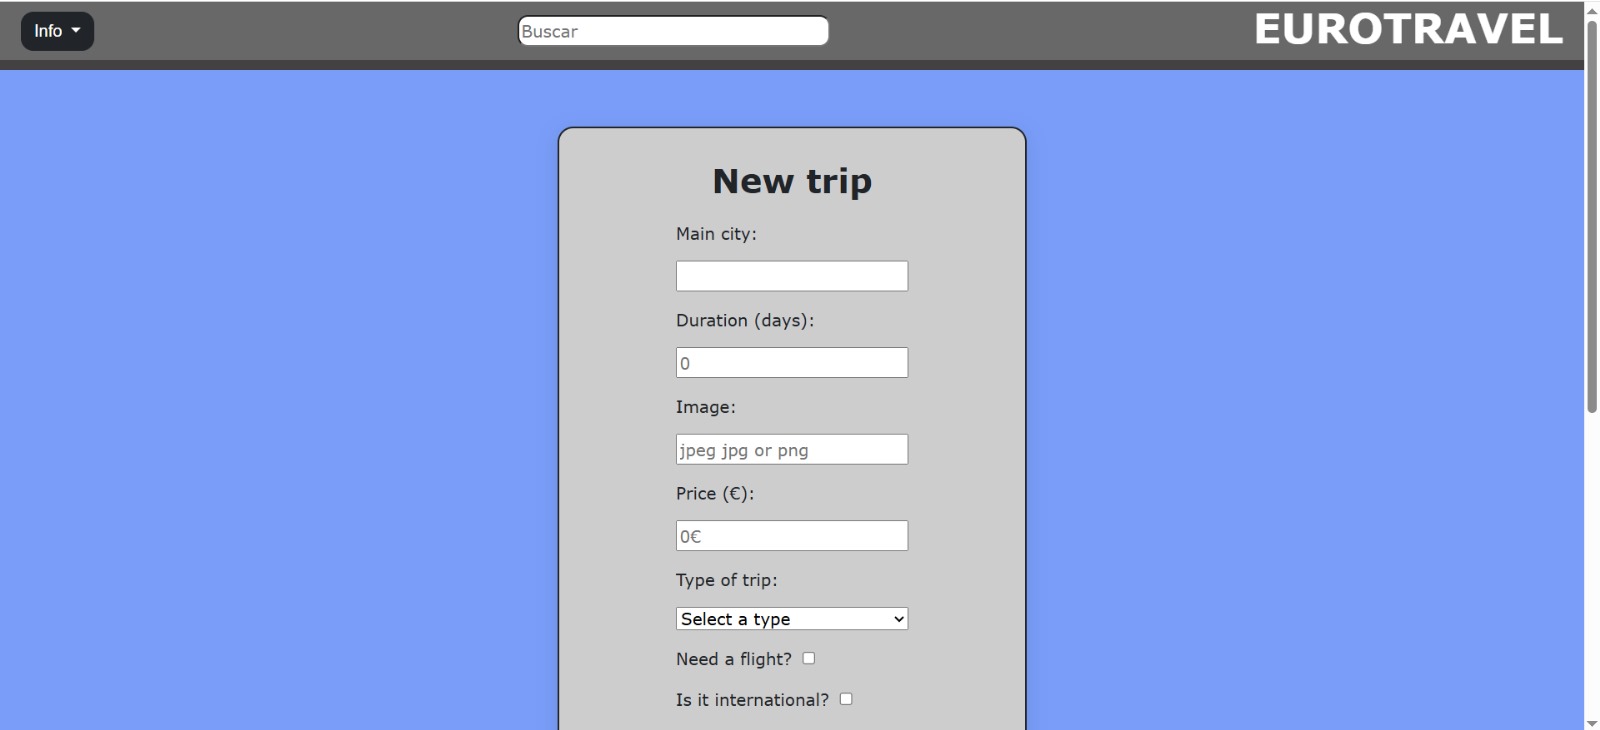 Info
Buscar
EUROTRAVEL
New trip
Main city:
Duration (days):
0
Image:
jpeg jpg or png
Price (€):
0€
Type of trip:
Select a type
Need a flight?
Is it international?